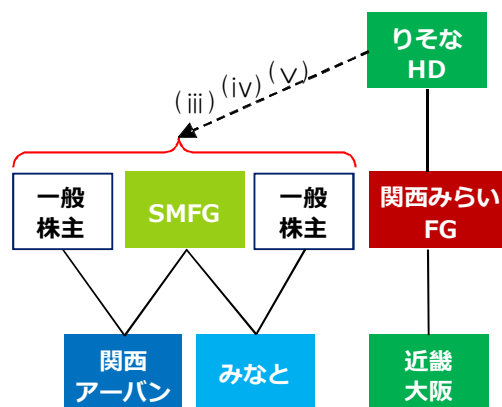 りそな
HD
(ⅲ) (ⅳ) (ⅴ)
一般
株主
SMFG
一般
株主
関西みらい
FG
関西
アーバン
みなと
近畿
大阪